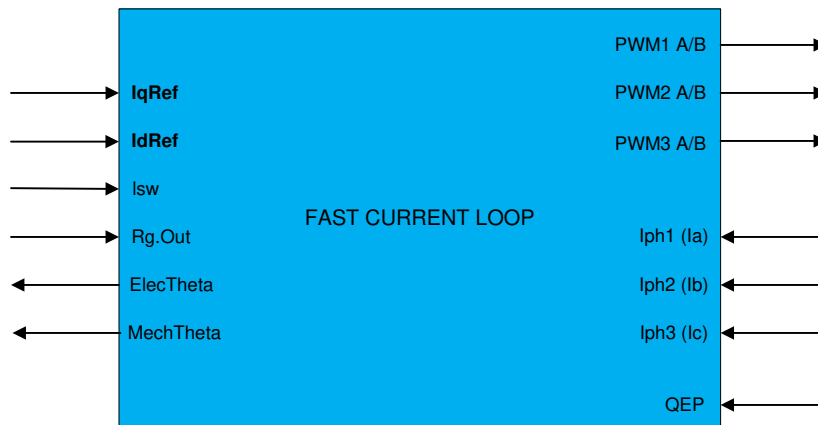 IqRef
IdRef
Isw
Rg.Out
ElecTheta
MechTheta
FAST CURRENT LOOP
PWM1 A/B
PWM2 A/B
PWM3 A/B
Iph1 (Ia)
Iph2 (Ib)
Iph3 (Ic)
QEP